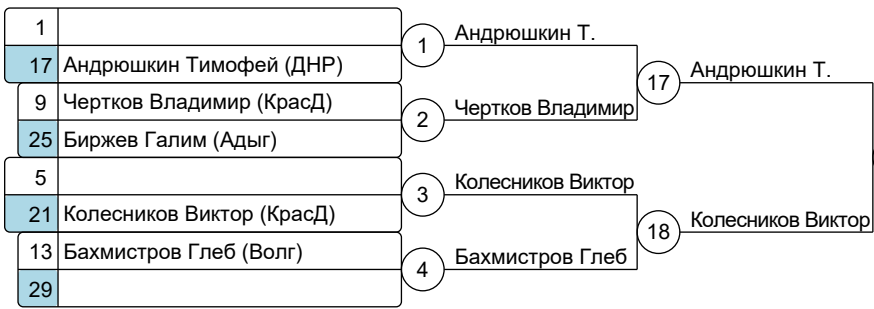 1
17 Андрюшкин Тимофей (ДНР)
1 Андрюшкин Т.
9 Чертков Владимир (КрасД)
25 Биржев Галим (Адыг)
2 Чертков Владимир
17 Андрюшкин Т.
5
21 Колесников Виктор (КрасД)
3 Колесников Виктор
13 Бахмистров Глеб (Волг)
29
4 Бахмистров Глеб
18 Колесников Виктор